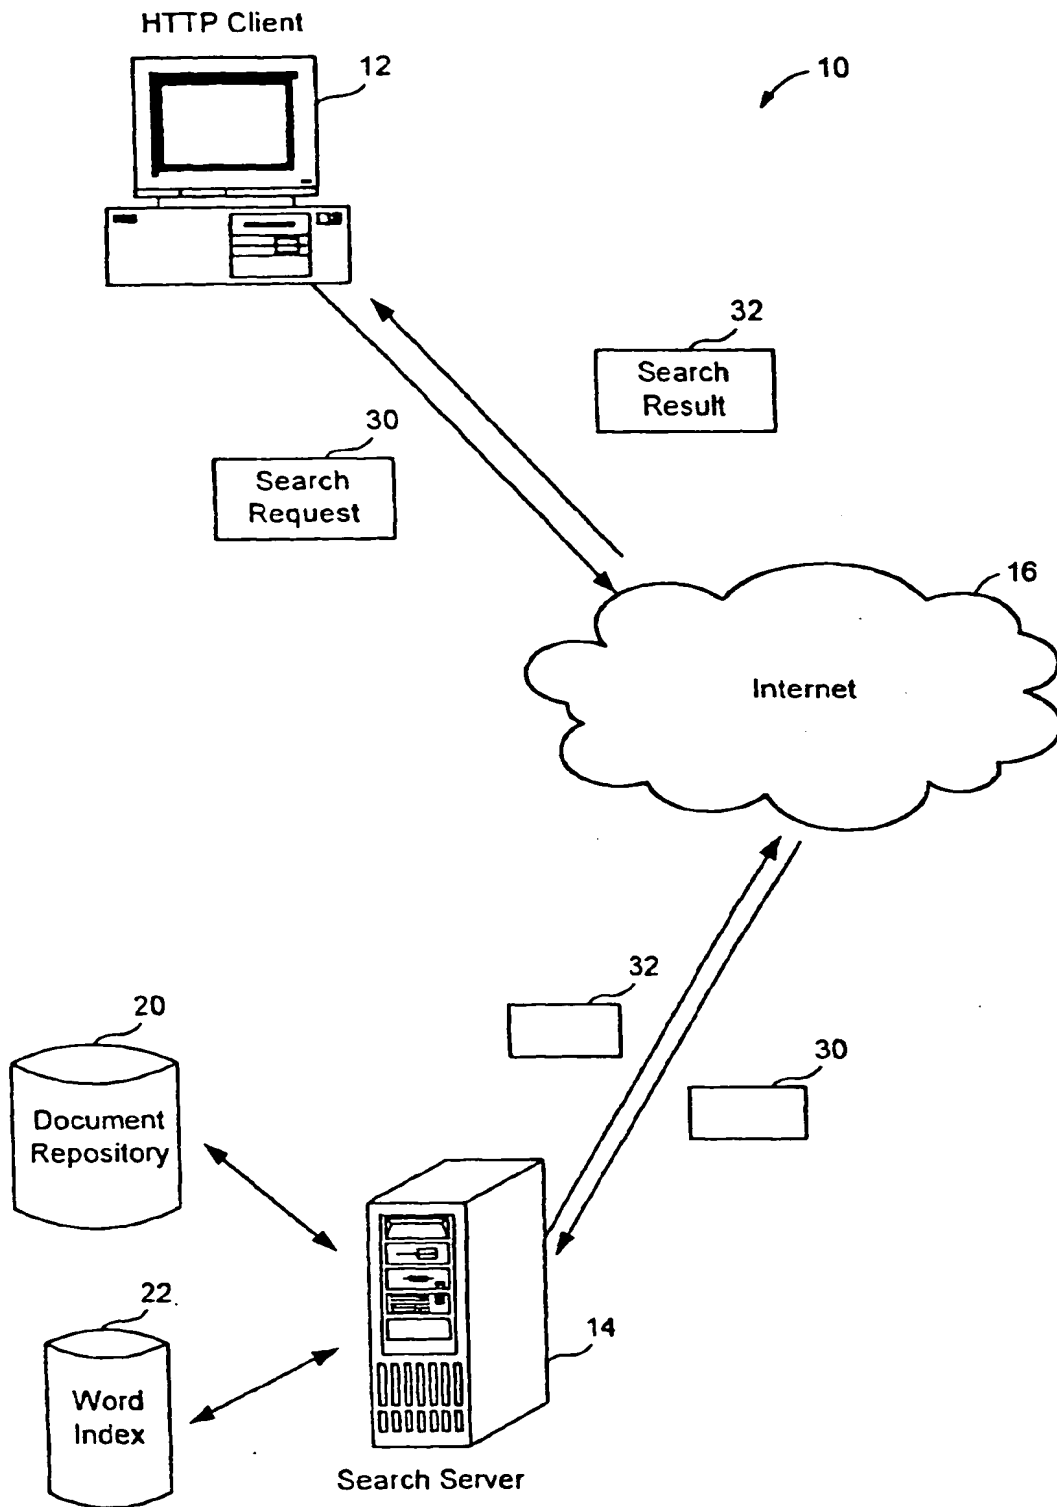 HTTP Client
12
10
32
Search
Result
30
Search
Request
16
Internet
32
20
30
Document
Repository
22
14
Word
Index
Search Server